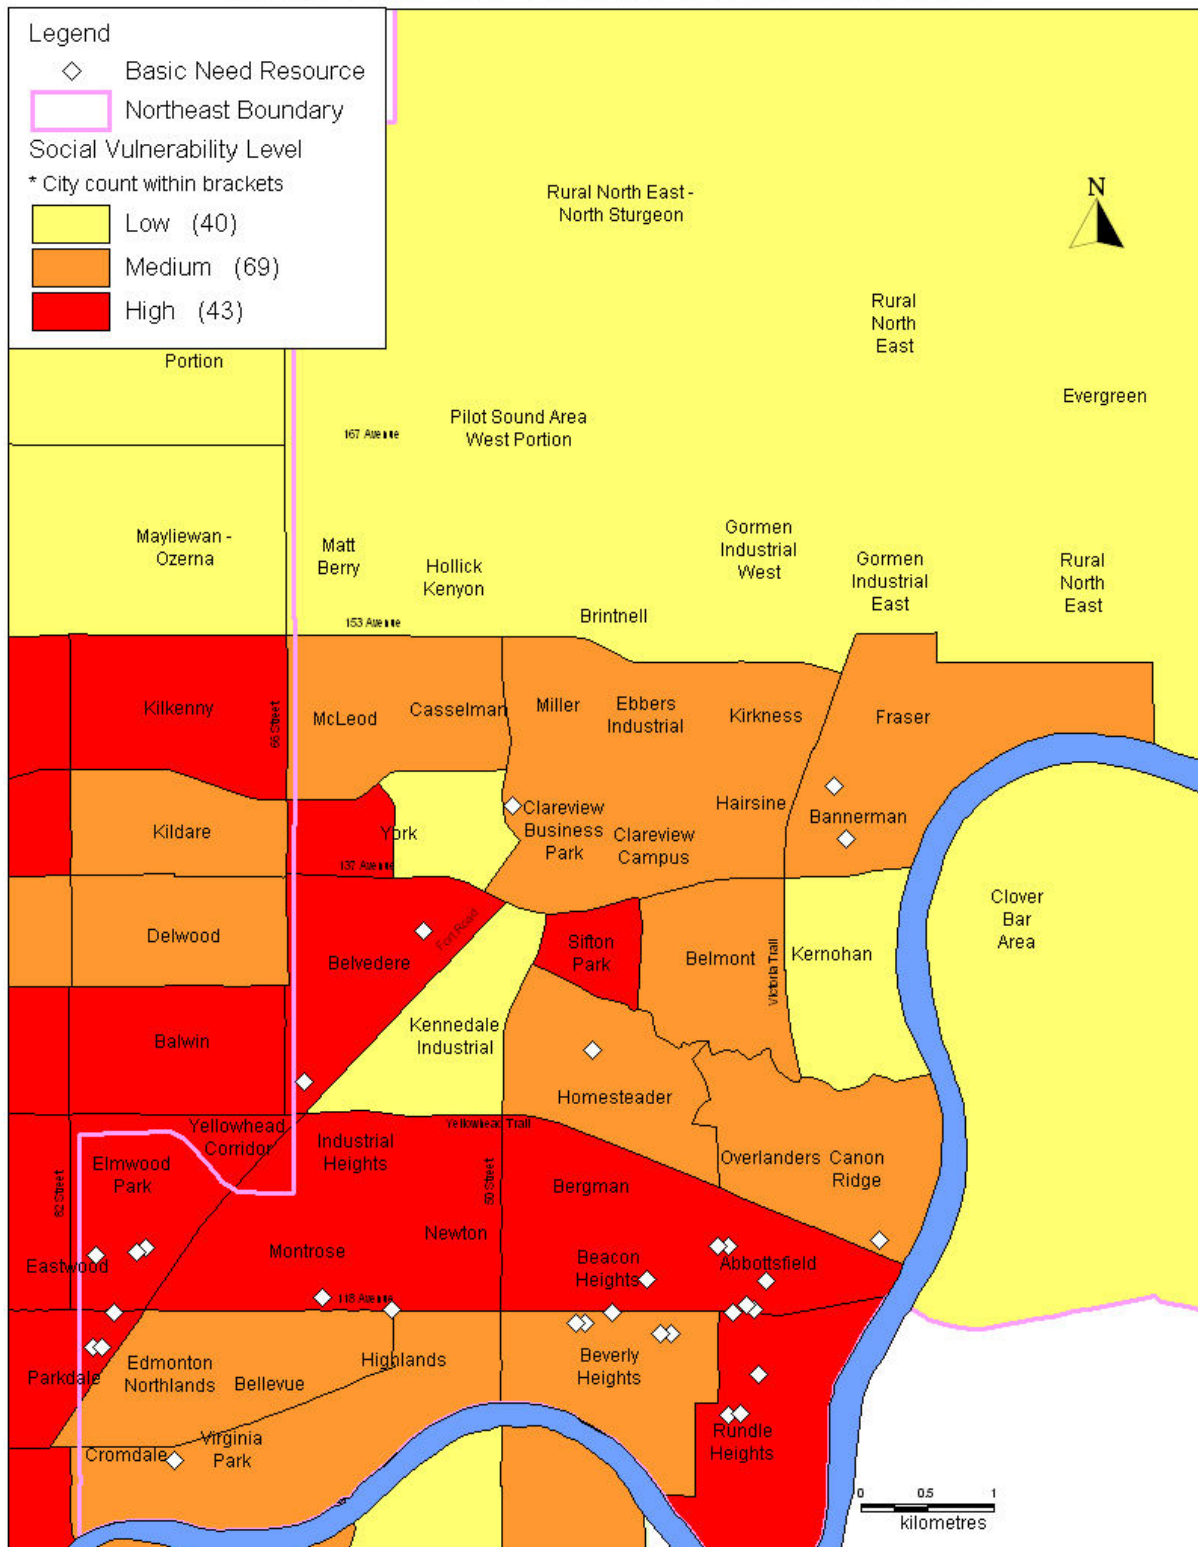 Legend
Basic Need Resource
Northeast Boundary
Social Vulnerability Level
* City count within brackets
Low (40)
Medium (69)
High (43)
N
Rural North East -
North Sturgeon
Rural
North
East
Portion
Evergreen
Pilot Sound Area
West Portion
167 Avenue
Mayliewan -
Ozerna
Matt
Berry
Hollick
Kenyon
Gormen
Industrial
West
Gormen
Industrial
East
Rural
North
East
Brintnell
153 Avenue
Kilkenny
66 Street
McLeod
Casselman
Miller
Ebbers
Industrial
Kirkness
Fraser
Kildare
York
Clareview
Business
Park
Clareview
Campus
Hairsine
Bannerman
137 Avenue
Delwood
Belvedere
Fort Road
Sifton
Park
Belmont
Victoria Trail
Kernohan
Clover
Bar
Area
Balwin
Kennedale
Industrial
Homesteader
Yellowhead
Corridor
Industrial
Heights
Yellowhead Trail
Elmwood
Park
82 Street
50 Street
Overlanders
Canon
Ridge
Bergman
Newton
Montrose
Eastwood
Beacon
Heights
Abbottsfield
118 Avenue
Parkdale
Edmonton
Northlands
Bellevue
Highlands
Beverly
Heights
Cromdale
Virginia
Park
Rundle
Heights
0 0.5 1
kilometres